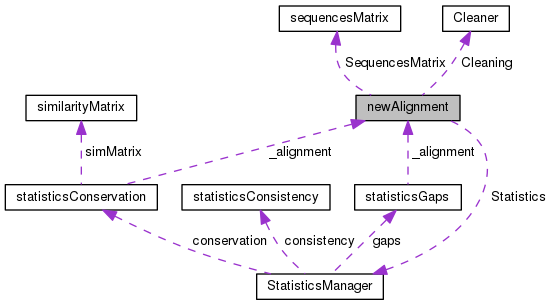 sequencesMatrix
Cleaner
SequencesMatrix
Cleaning
similarityMatrix
newAlignment
simMatrix
_alignment
_alignment
statisticsConservation
statisticsConsistency
statisticsGaps
Statistics
conservation
consistency
gaps
StatisticsManager